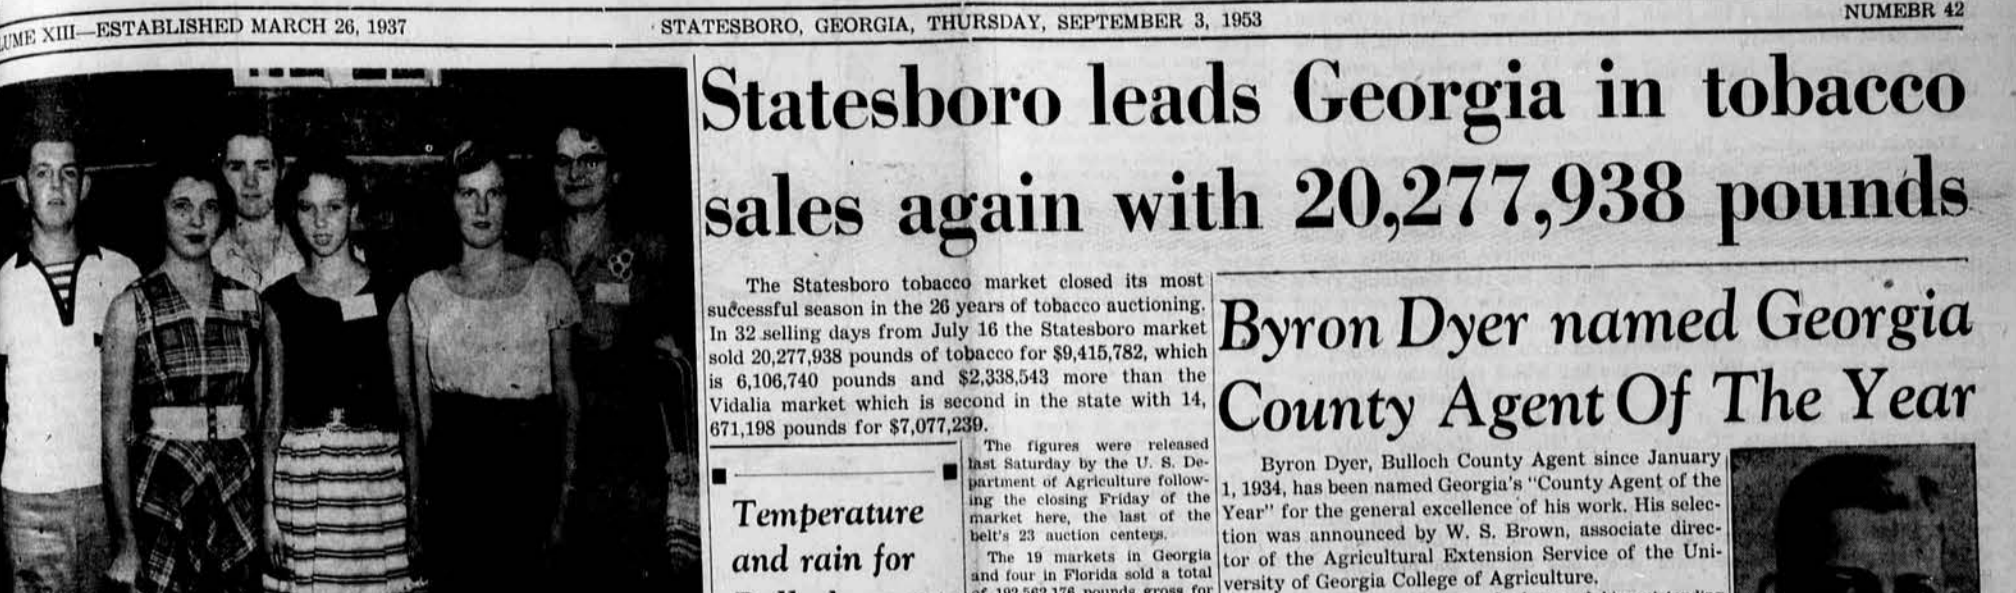 UME XIII—ESTABLISHED MARCH 26, 1937
STATESBORO, GEORGIA, THURSDAY, SEPTEMBER 3, 1953
NUMEBR 42
Statesboro leads Georgia in tobacco
sales again with 20,277,938 pounds
The Statesboro tobacco market closed its most
successful season in the 26 years of tobacco auctioning.
In 32 selling days from July 16 the Statesboro market
sold 20,277,938 pounds of tobacco for $9,415,782, which
is 6,106,740 pounds and $2,338,543 more than the
Vidalia market which is second in the state with 14,
671,198 pounds for $7,077,239.
Temperature
and rain for
The figures were released
last Saturday by the U. S. De-
partment of Agriculture follow-
ing the closing Friday of the
market here, the last of the
belt's 23 auction centers.
The 19 markets in Georgia
and four in Florida sold a total
pounds gross for
Byron Dyer named Georgia
County Agent Of The Year
Byron Dyer, Bulloch County Agent since January
1, 1934, has been named Georgia's "County Agent of the
Year" for the general excellence of his work. His selec-
tion was announced by W. S. Brown, associate direc-
tor of the Agricultural Extension Service of the Uni-
versity of Georgia College of Agriculture.